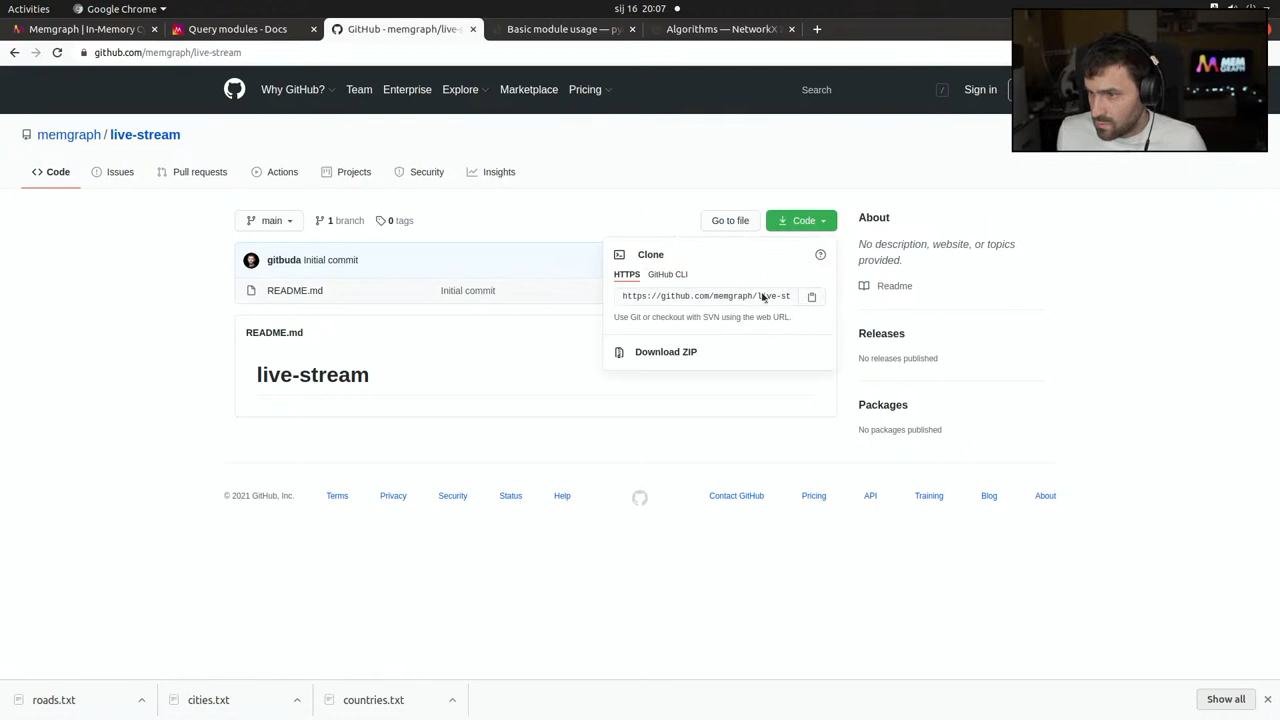 Activities
Google Chrome
sij 16 20:07
Memgraph | In-Memory C
Query modules - Docs
GitHub - memgraph/live-s
Basic module usage — py
Algorithms — NetworkX
github.com/memgraph/live-stream
Why GitHub?
Team
Enterprise
Explore
Marketplace
Pricing
Search
/
Sign in
MEM
GRAPH
memgraph / live-stream
Code
Issues
Pull requests
Actions
Projects
Security
Insights
main
1 branch
0 tags
Go to file
Code
About
No description, website, or topics
provided.
Readme
gitbuda Initial commit
README.md
Initial commit
Clone
HTTPS
GitHub CLI
https://github.com/memgraph/live-st
Use Git or checkout with SVN using the web URL.
Download ZIP
README.md
live-stream
Releases
No releases published
Packages
No packages published
© 2021 GitHub, Inc.
Terms
Privacy
Security
Status
Help
Contact GitHub
Pricing
API
Training
Blog
About
roads.txt
cities.txt
countries.txt
Show all